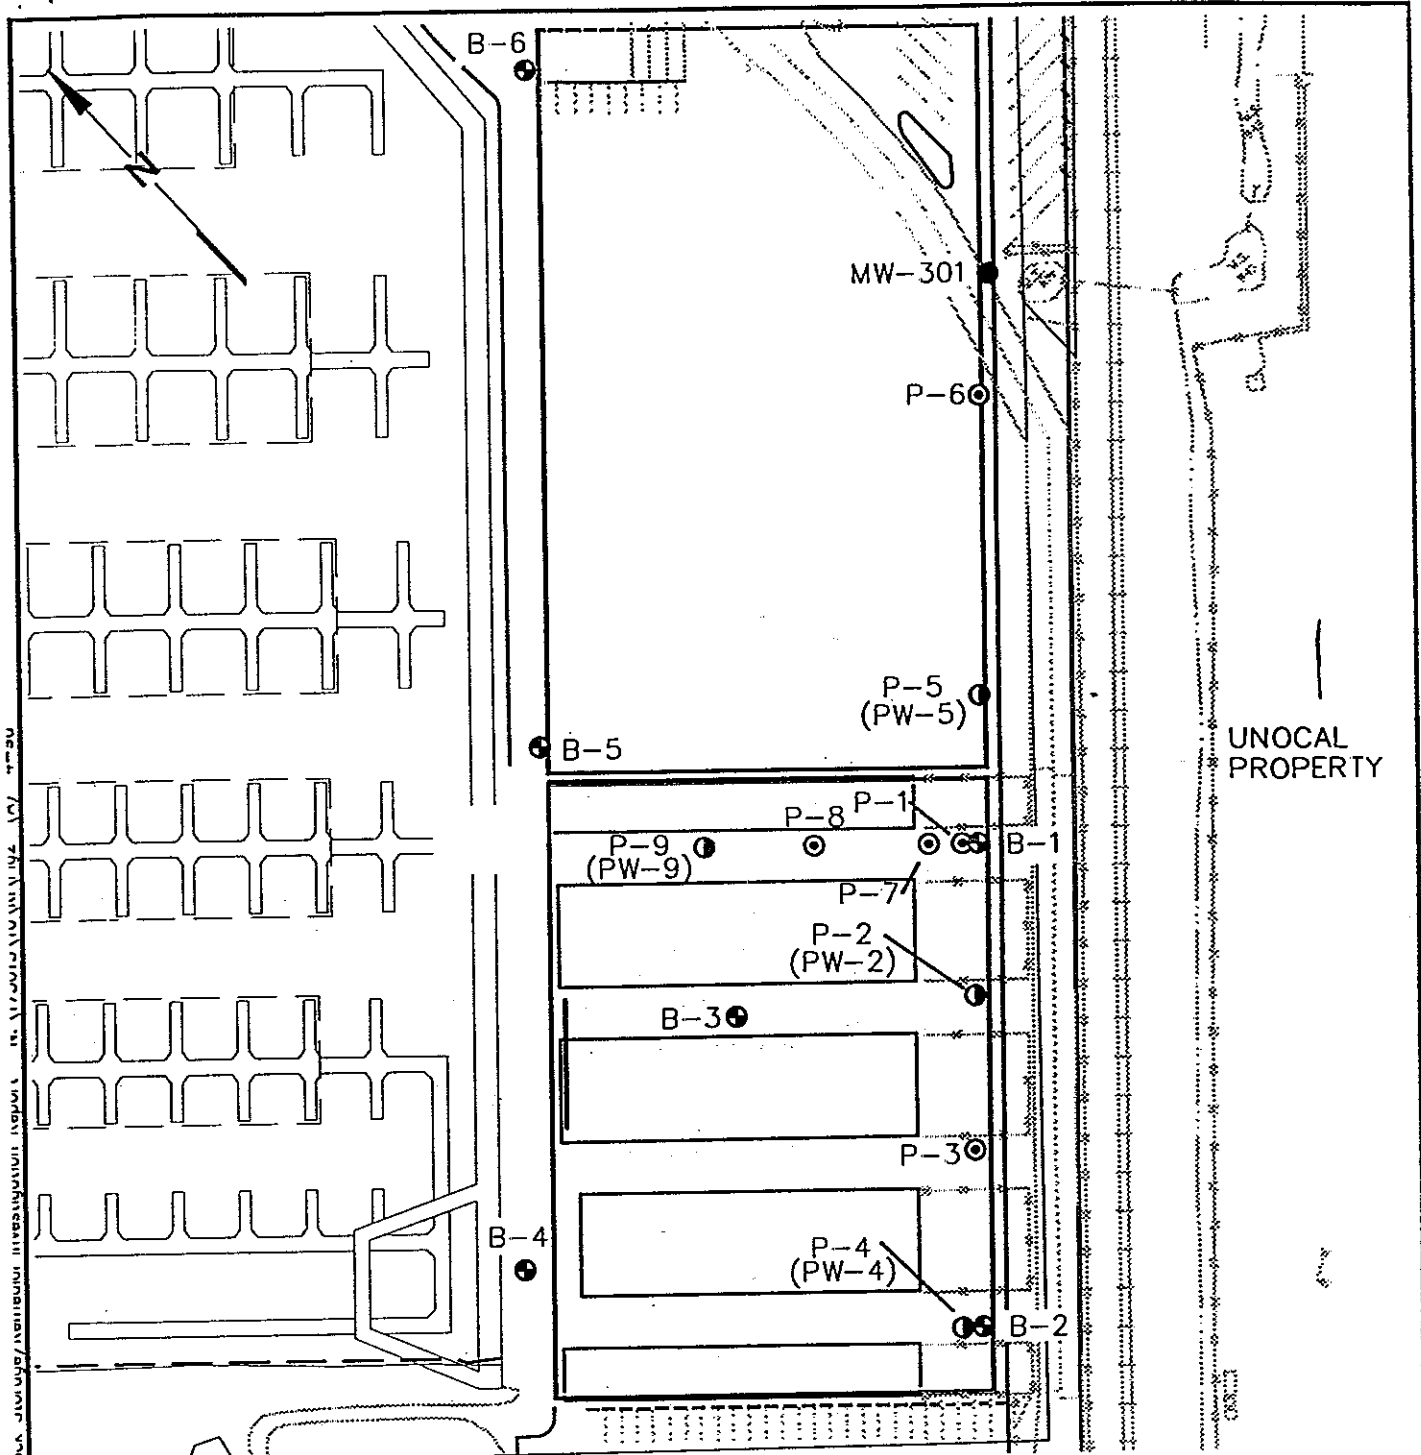 B-6
N
MW-301
P-6
P-5
(PW-5)
B-5
UNOCAL
PROPERTY
P-1
P-8
P-9
(PW-9)
B-1
P-7
P-2
(PW-2)
B-3
P-3
B-4
P-4
(PW-4)
B-2